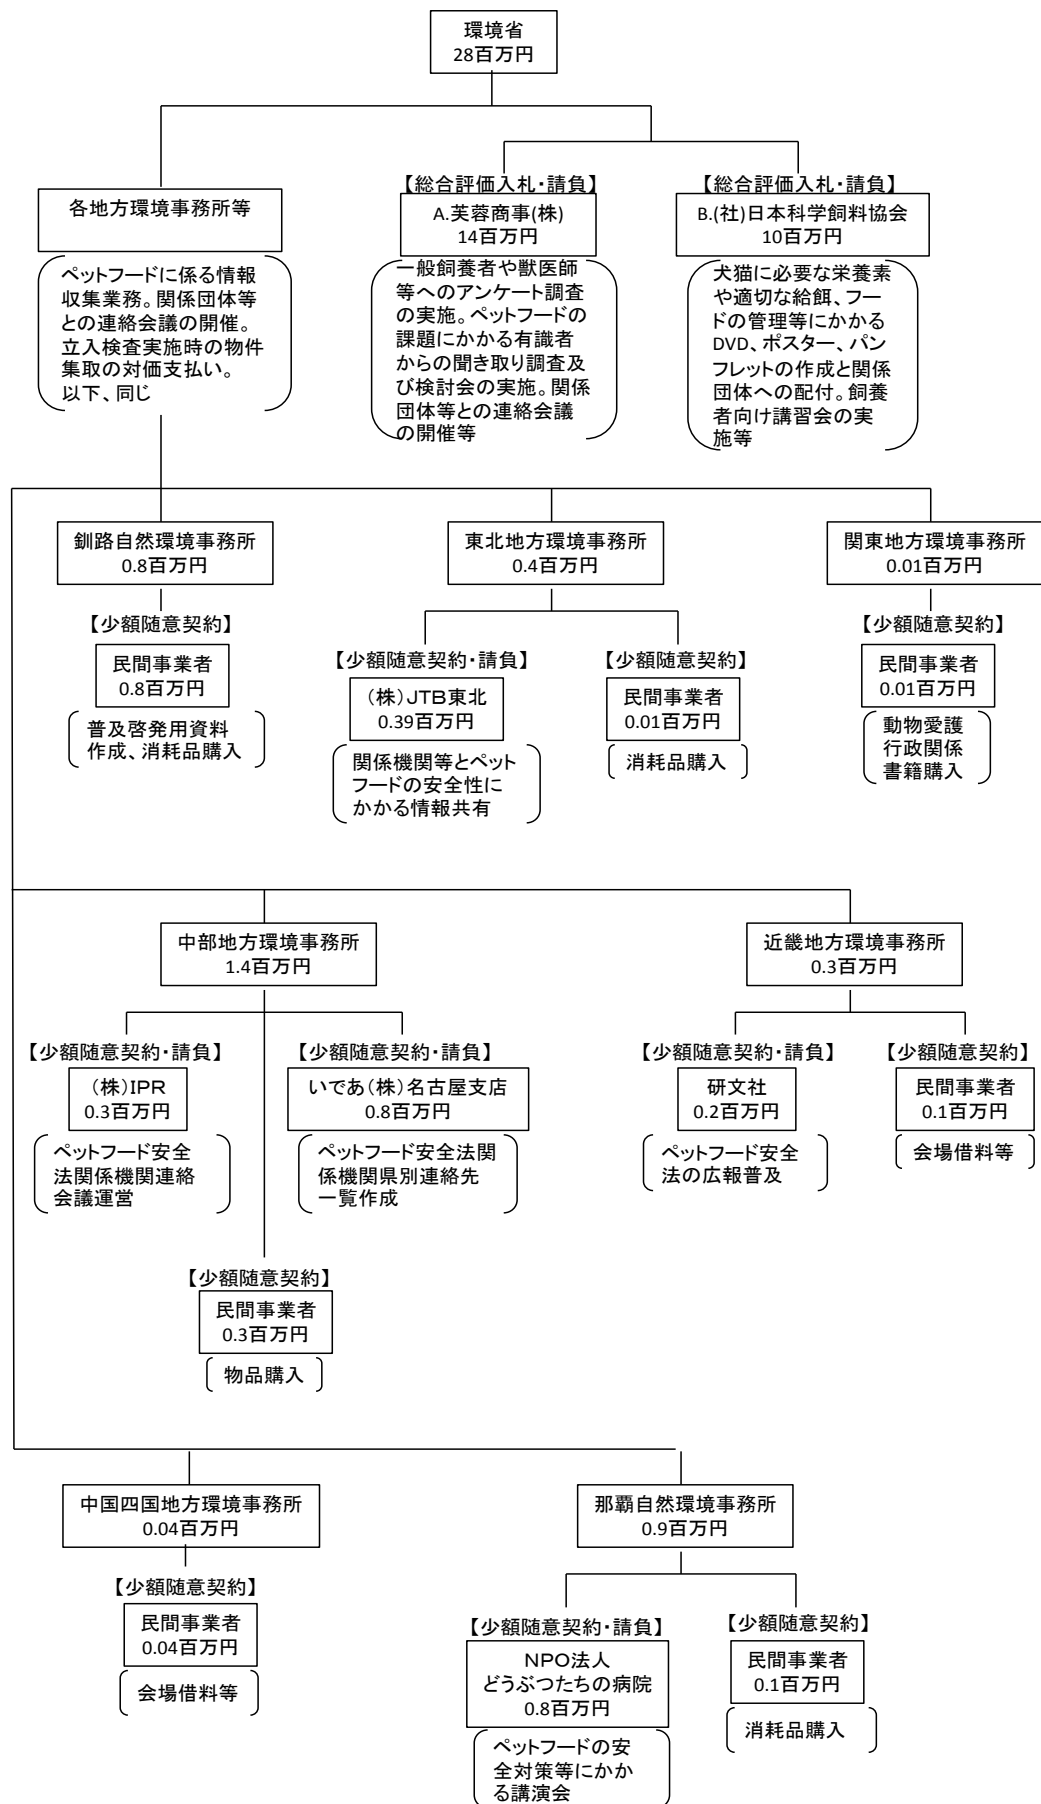 環境省
28百万円
各地方環境事務所等
ペットフードに係る情報
収集業務。関係団体等
との連絡会議の開催。
立入検査実施時の物件
集取の対価支払い。
以下、同じ
【総合評価入札・請負】
A.芙蓉商事(株)
14百万円
一般飼養者や獣医師
等へのアンケート調査
の実施。ペットフードの
課題にかかる有識者
からの聞き取り調査及
び検討会の実施。関係
団体等との連絡会議
の開催等
【総合評価入札・請負】
B.(社)日本科学飼料協会
10百万円
犬猫に必要な栄養素
や適切な給餌、フー
ドの管理等にかかる
DVD、ポスター、パン
フレットの作成と関係
団体への配付。飼養
者向け講習会の実
施等
釧路自然環境事務所
0.8百万円
【少額随意契約】
民間事業者
0.8百万円
普及啓発用資料
作成、消耗品購入
東北地方環境事務所
0.4百万円
【少額随意契約・請負】
(株)JTB東北
0.39百万円
関係機関等とペット
フードの安全性に
かかる情報共有
【少額随意契約】
民間事業者
0.01百万円
消耗品購入
関東地方環境事務所
0.01百万円
【少額随意契約】
民間事業者
0.01百万円
動物愛護
行政関係
書籍購入
中部地方環境事務所
1.4百万円
【少額随意契約・請負】
(株)IPR
0.3百万円
ペットフード安全
法関係機関連絡
会議運営
【少額随意契約・請負】
いであ(株)名古屋支店
0.8百万円
ペットフード安全法関
係機関県別連絡先
一覧作成
【少額随意契約】
民間事業者
0.3百万円
物品購入
近畿地方環境事務所
0.3百万円
【少額随意契約・請負】
研文社
0.2百万円
ペットフード安全
法の広報普及
【少額随意契約】
民間事業者
0.1百万円
会場借料等
中国四国地方環境事務所
0.04百万円
【少額随意契約】
民間事業者
0.04百万円
会場借料等
那覇自然環境事務所
0.9百万円
【少額随意契約・請負】
NPO法人
どうぶつたちの病院
0.8百万円
ペットフードの安
全対策等にかか
る講演会
【少額随意契約】
民間事業者
0.1百万円
消耗品購入